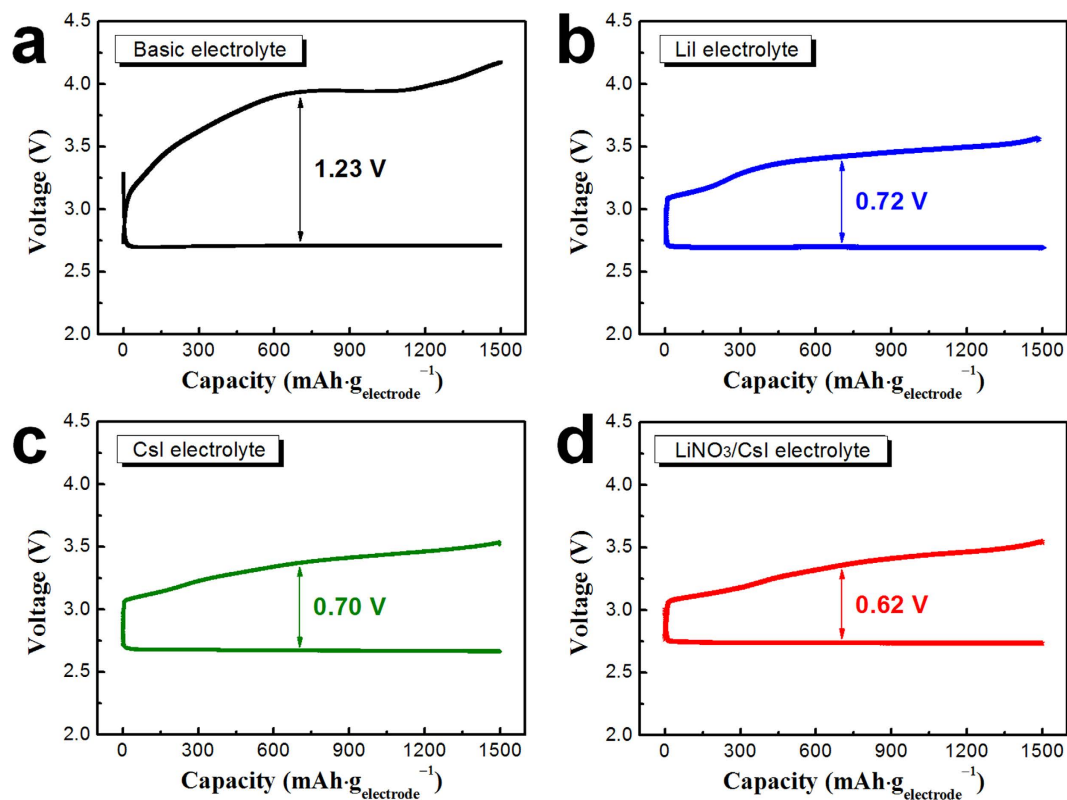 a
Basic electrolyte
4.5
4.0
3.5
3.0
2.5
2.0
Voltage (V)
1.23 V
0 300 600 900 1200 1500
Capacity (mAh·g_electrode⁻¹)
b
LiI electrolyte
4.5
4.0
3.5
3.0
2.5
2.0
Voltage (V)
0.72 V
0 300 600 900 1200 1500
Capacity (mAh·g_electrode⁻¹)
c
CsI electrolyte
4.5
4.0
3.5
3.0
2.5
2.0
Voltage (V)
0.70 V
0 300 600 900 1200 1500
Capacity (mAh·g_electrode⁻¹)
d
LiNO₃/CsI electrolyte
4.5
4.0
3.5
3.0
2.5
2.0
Voltage (V)
0.62 V
0 300 600 900 1200 1500
Capacity (mAh·g_electrode⁻¹)